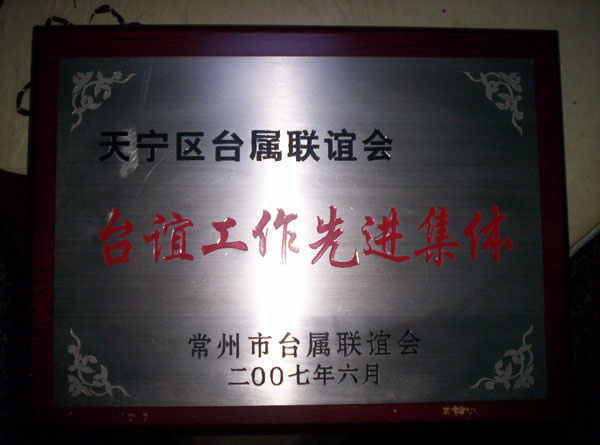 天宁区台属联谊会
台谊工作先进集体
常州市台属联谊会
二00七年六月